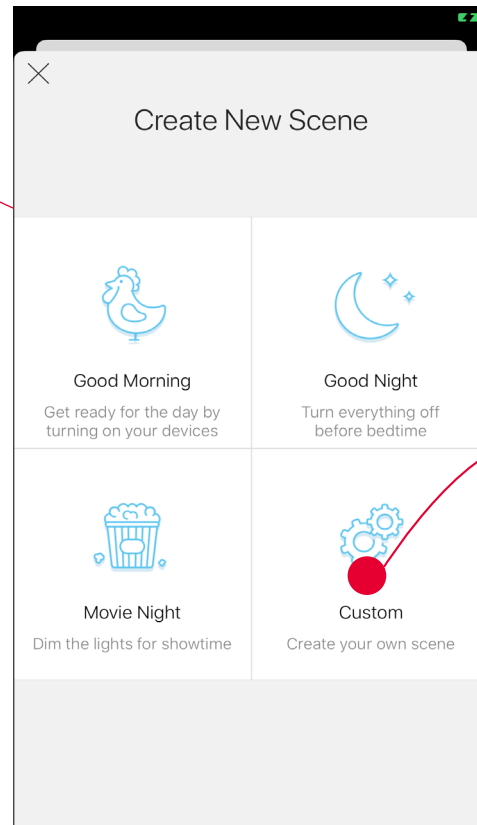 Create New Scene
Good Morning
Get ready for the day by
turning on your devices
Good Night
Turn everything off
before bedtime
Movie Night
Dim the lights for showtime
Custom
Create your own scene